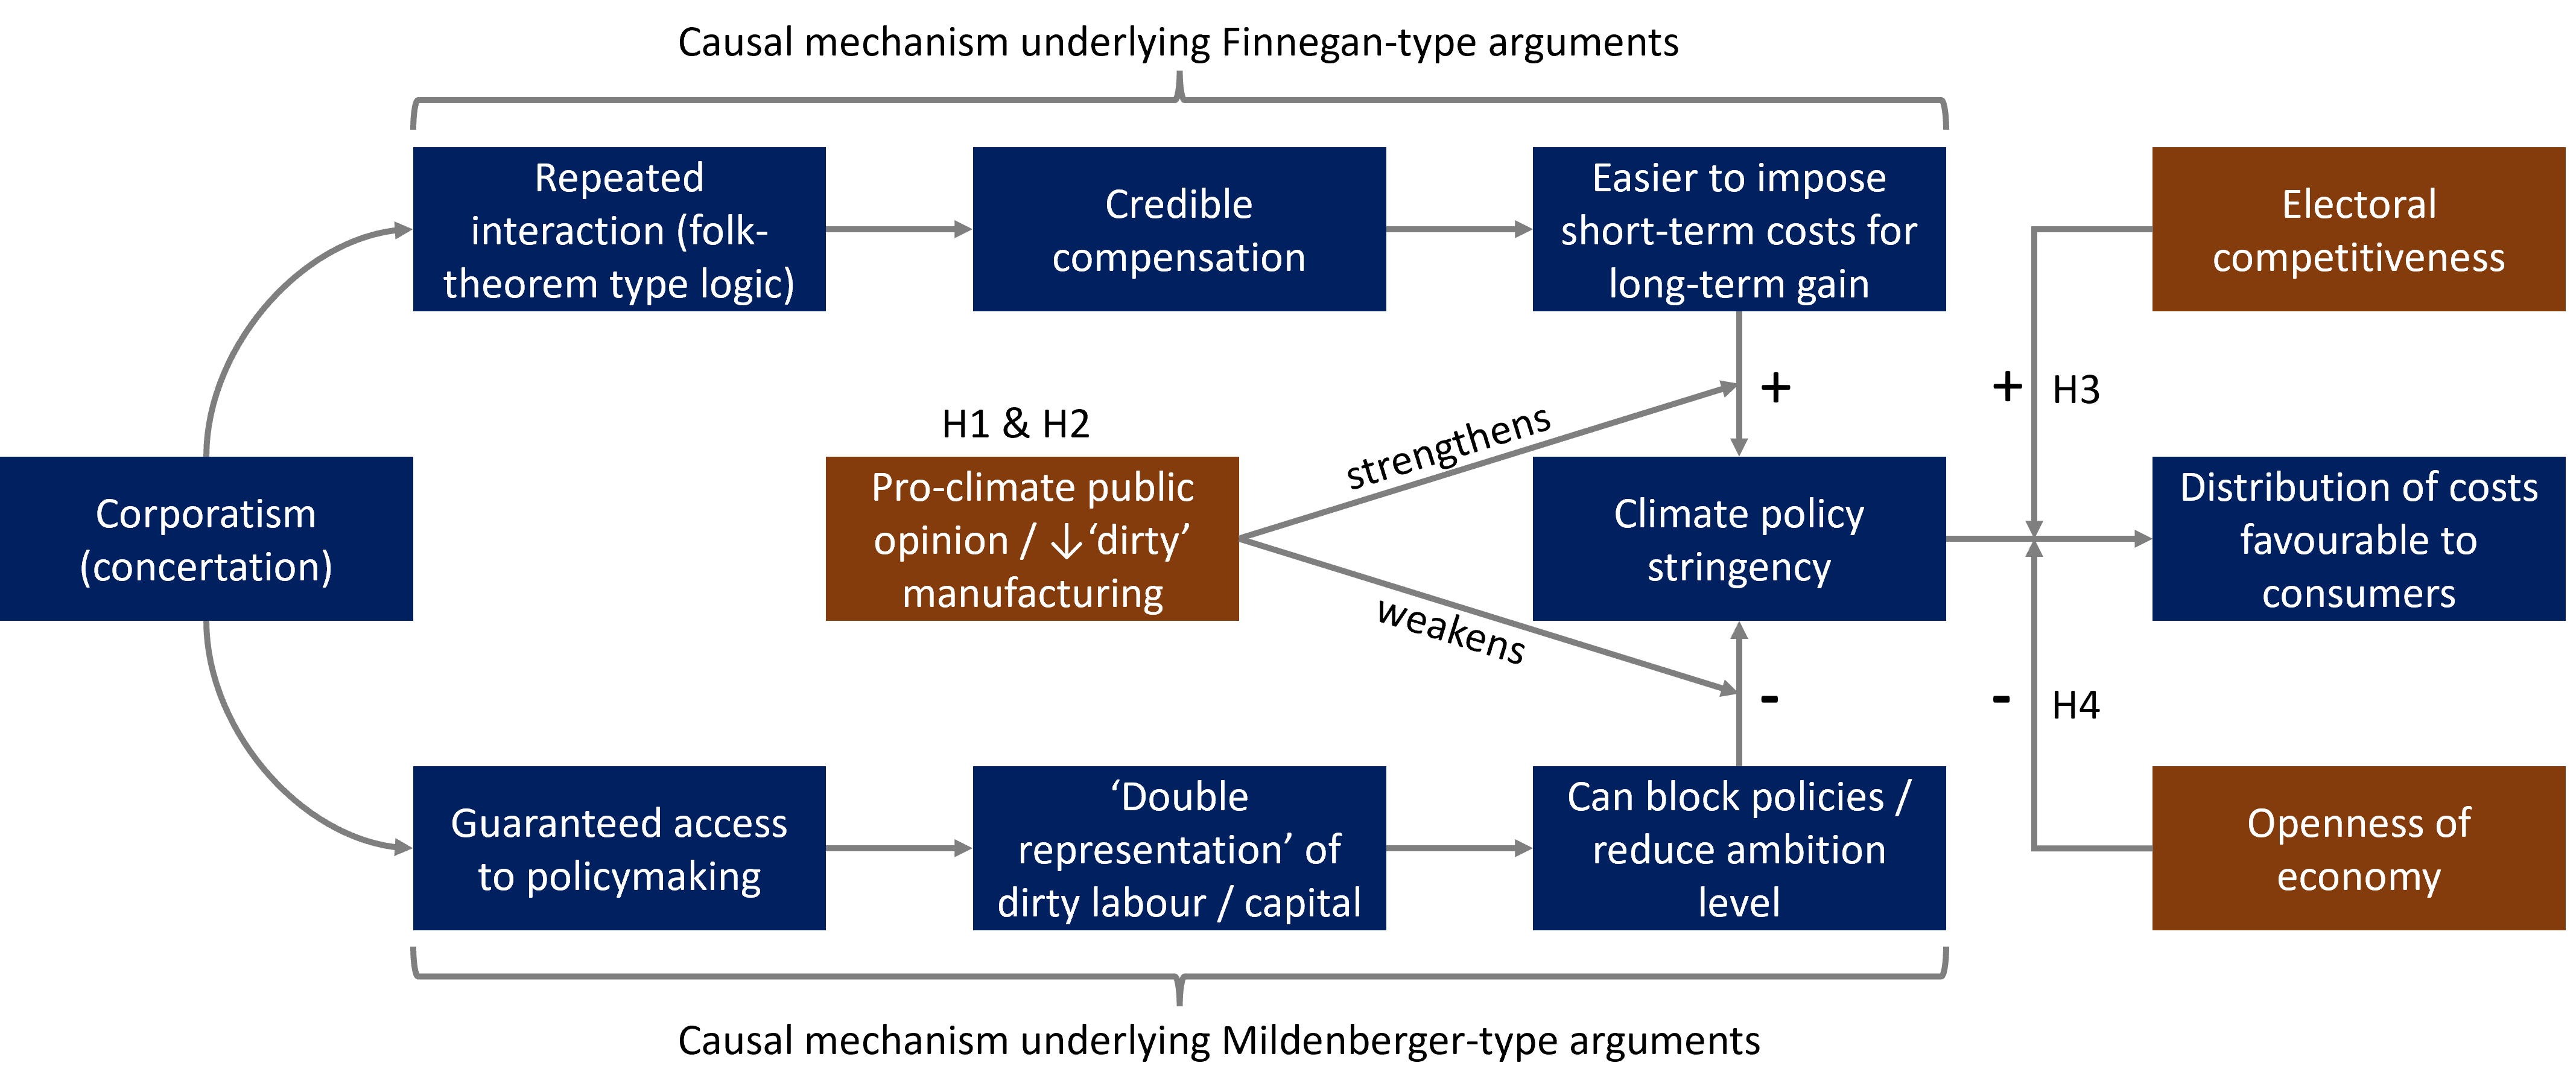 Causal mechanism underlying Finnegan-type arguments
Repeated
interaction (folk-
theorem type logic)
Credible
compensation
Easier to impose
short-term costs for
long-term gain
Electoral
competitiveness
+
+
H3
strengthens
H1 & H2
Corporatism
(concertation)
Pro-climate public
opinion / ↓ ‘dirty’
manufacturing
Climate policy
stringency
Distribution of costs
favourable to
consumers
weakens
-
-
H4
Guaranteed access
to policymaking
‘Double
representation’ of
dirty labour / capital
Can block policies /
reduce ambition
level
Openness of
economy
Causal mechanism underlying Mildenberger-type arguments